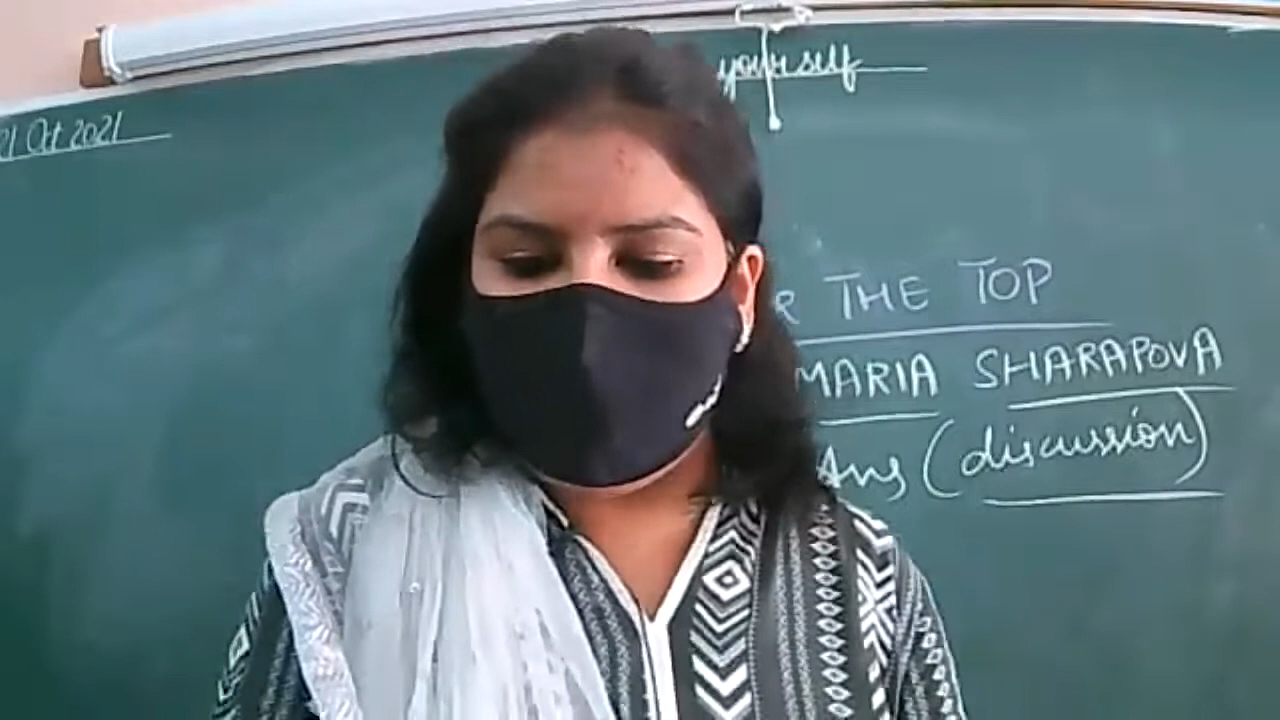 yourself
21 Oct 2021
R THE TOP
MARIA SHARAPOVA
Ans (discussion)